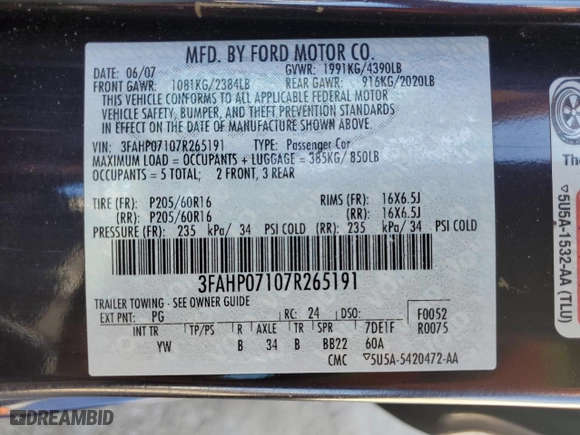 MFD. BY FORD MOTOR CO.
DATE: 06/07 GVWR: 1991KG/4390LB
FRONT GAWR: 1081KG/2384LB REAR GAWR: 916KG/2020LB
THIS VEHICLE CONFORMS TO ALL APPLICABLE FEDERAL MOTOR
VEHICLE SAFETY, BUMPER, AND THEFT PREVENTION STANDARDS
IN EFFECT ON THE DATE OF MANUFACTURE SHOWN ABOVE.
VIN: 3FAHP07107R265191 TYPE: Passenger Car
MAXIMUM LOAD = OCCUPANTS + LUGGAGE = 385KG/850LB
OCCUPANTS = 5 TOTAL: 2 FRONT, 3 REAR
TIRE (FR): P205/60R16 RIMS (FR): 16X6.5J
(RR): P205/60R16 (RR): 16X6.5J
PRESSURE (FR): 235 kPa/ 34 PSI COLD (RR): 235 kPa/ 34 PSI COLD
3FAHP07107R265191
TRAILER TOWING - SEE OWNER GUIDE
EXT PNT: PG RC: 24 DSO: F0052
INT TR TP/PS R AXLE TR SPR 7DE1F R0075
YW B 34 B BB22 60A
CMC 5U5A-5420472-AA
5U5A-1532-AA (TLU)
DREAMBID